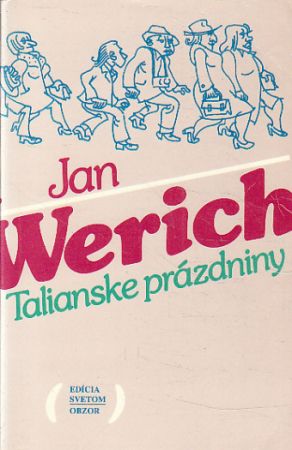 Jan
Werich
Talianske prázdniny
EDÍCIA
SVETOM
OBZOR